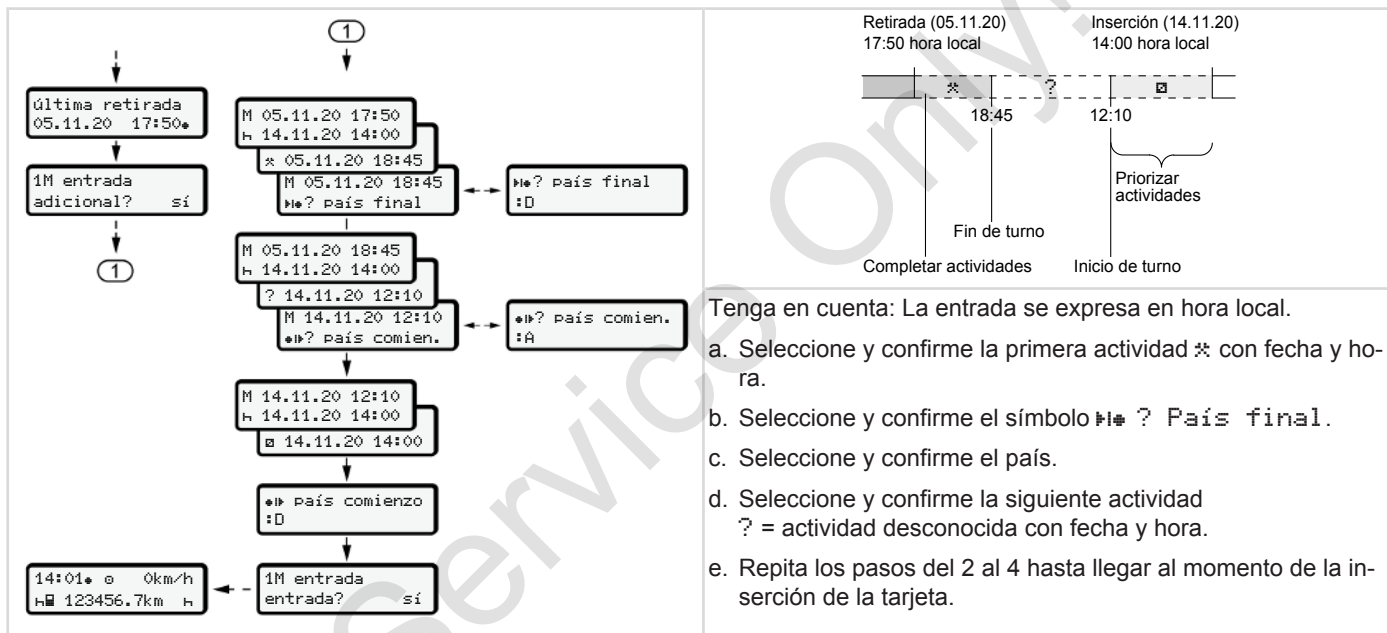 última retirada
05.11.20 17:50
1M entrada
adicional? sí
1
1
M 05.11.20 17:50
14.11.20 14:00
05.11.20 18:45
M 05.11.20 18:45
? país final
? país final
:D
M 05.11.20 18:45
14.11.20 14:00
? 14.11.20 12:10
M 14.11.20 12:10
? país comien.
? país comien.
:A
M 14.11.20 12:10
14.11.20 14:00
14.11.20 14:00
país comienzo
:D
1M entrada
entrada? sí
14:01 0km/h
123456.7km
Retirada (05.11.20)
17:50 hora local
Inserción (14.11.20)
14:00 hora local
?
18:45
12:10
Priorizar
actividades
Fin de turno
Completar actividades
Inicio de turno
Tenga en cuenta: La entrada se expresa en hora local.
a. Seleccione y confirme la primera actividad con fecha y ho-
ra.
b. Seleccione y confirme el símbolo ? País final.
c. Seleccione y confirme el país.
d. Seleccione y confirme la siguiente actividad
? = actividad desconocida con fecha y hora.
e. Repita los pasos del 2 al 4 hasta llegar al momento de la in-
serción de la tarjeta.
Service Only!